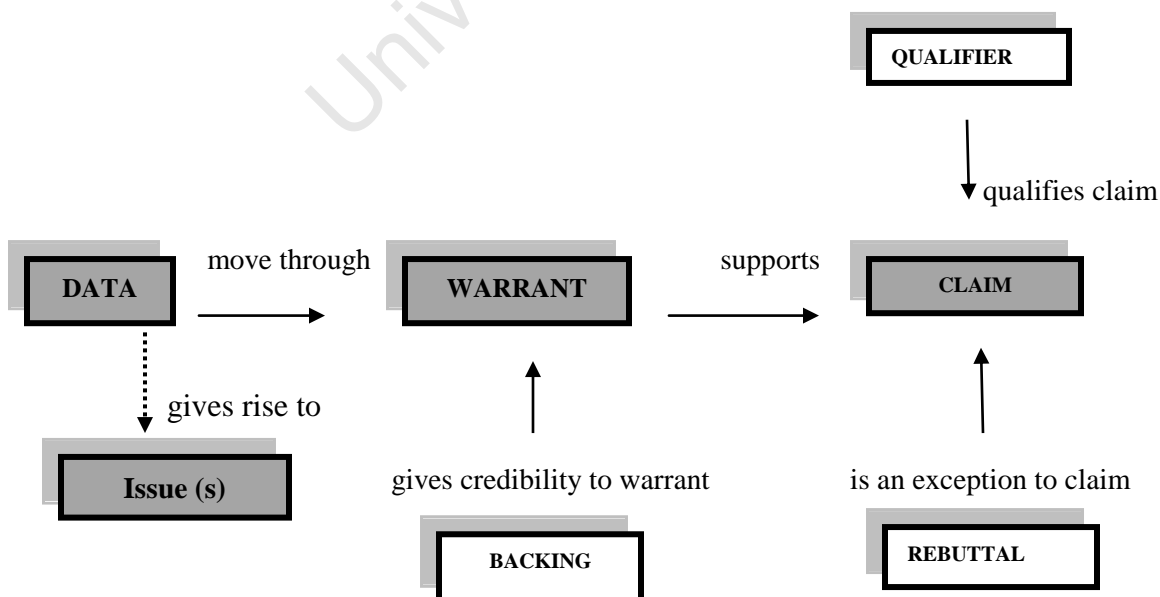 Univ
QUALIFIER
qualifies claim
move through
supports
DATA
WARRANT
CLAIM
gives rise to
Issue (s)
gives credibility to warrant
is an exception to claim
BACKING
REBUTTAL